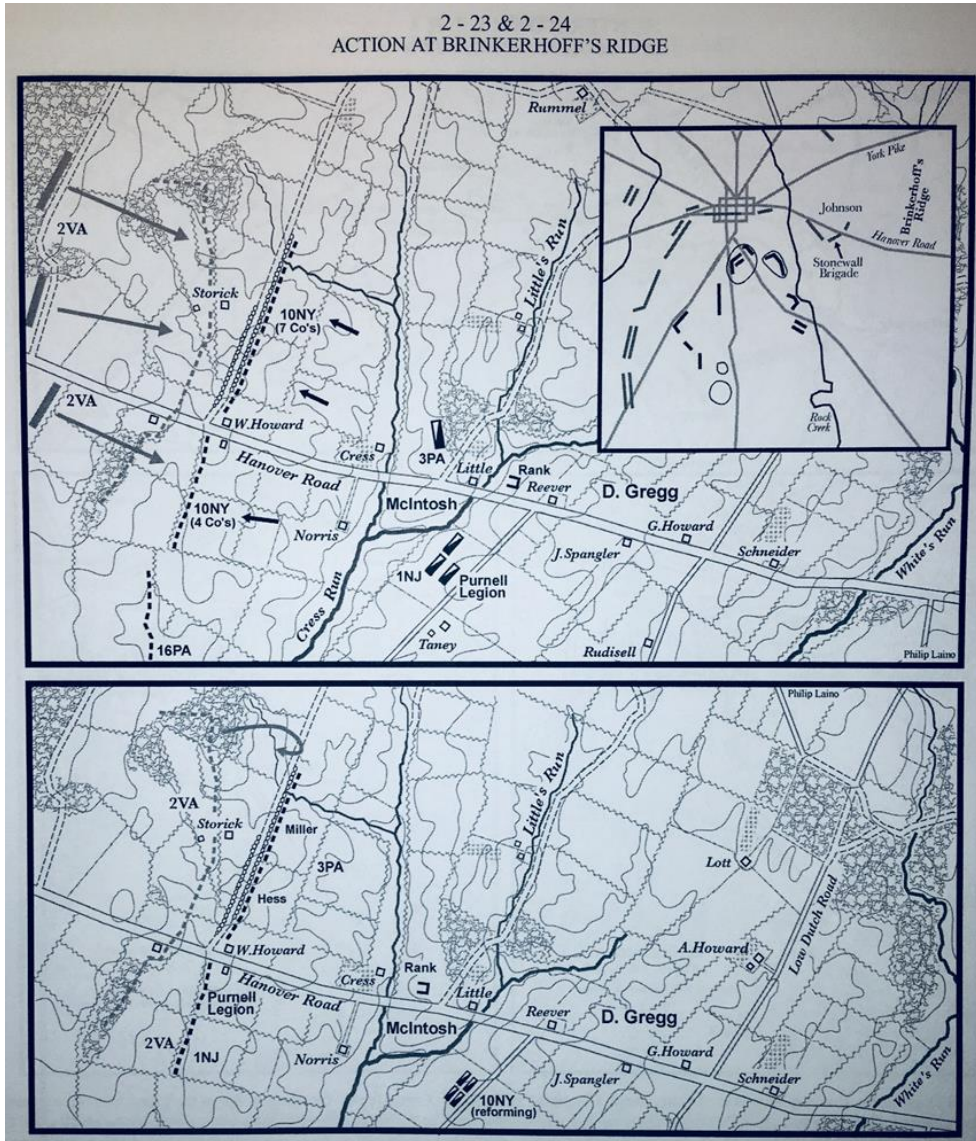 2 - 23 & 2 - 24
ACTION AT BRINKERHOFF'S RIDGE
Rummel
2VA
Storick
10NY
(7 Co's)
Little's Run
2VA
W.Howard
Hanover Road
Cress
3PA
Little
Rank
Reever
D. Gregg
McIntosh
10NY
(4 Co's)
Norris
Cress Run
1NJ
Purnell
Legion
Taney
J.Spangler
G.Howard
Schneider
Rudisell
White's Run
16PA
Philip Laino
York Pike
Brinkerhoff's
Ridge
Johnson
Hanover Road
Stonewall
Brigade
Rock
Creek
Philip Laino
2VA
Storick
Miller
3PA
Hess
Little's Run
Lott
Low Dutch Road
W.Howard
Hanover Road
Cress
Rank
Little
A.Howard
Purnell
Legion
McIntosh
Reever
D. Gregg
2VA
1NJ
Norris
J.Spangler
G.Howard
Schneider
White's Run
10NY
(reforming)